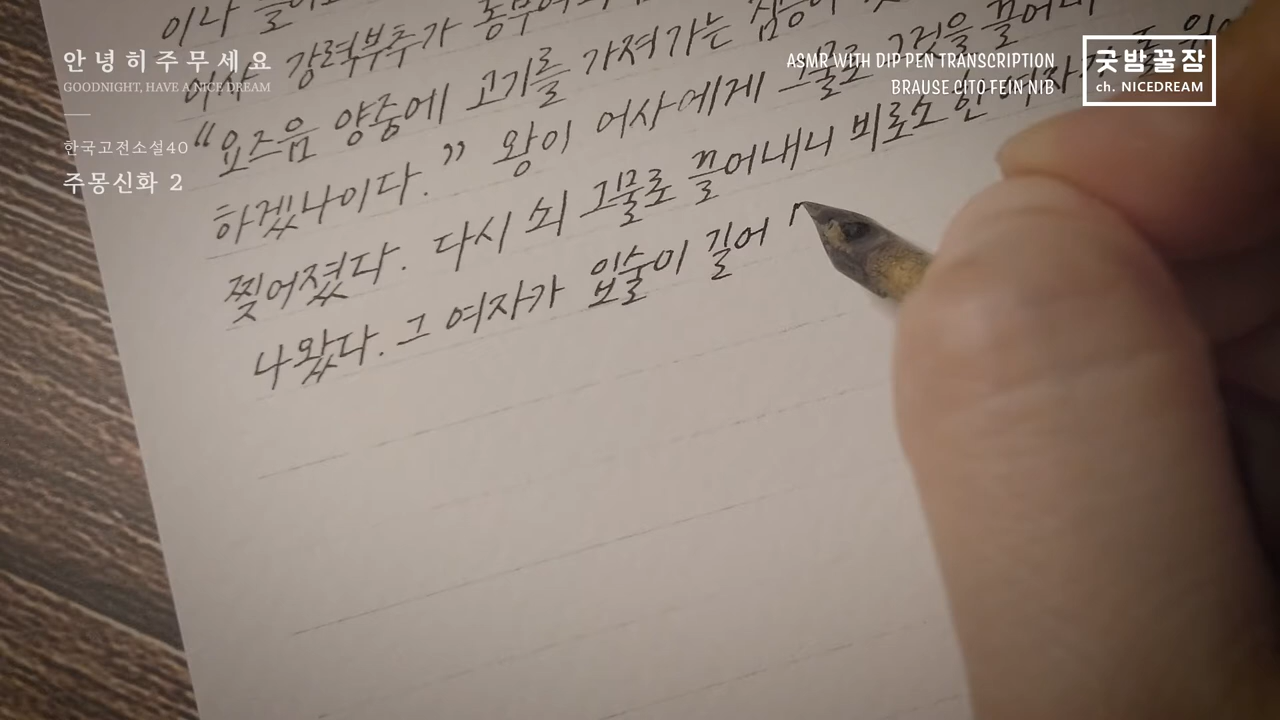 안녕히주무세요
GOODNIGHT, HAVE A NICE DREAM
한국고전소설40
주몽신화 2
ASMR WITH DIP PEN TRANSCRIPTION
BRAUSE CITO FEIN NIB
굿밤꿀잠
ch. NICEDREAM
강력부추가
“요즈음 양중에 고기를 가져가는
하겠나이다.” 왕이 어사에게 그물로 그것을 끌어
찢어졌다. 다시 쇠 그물로 끌어내니 비로소 한 여자
나왔다. 그 여자가 입술이 길어